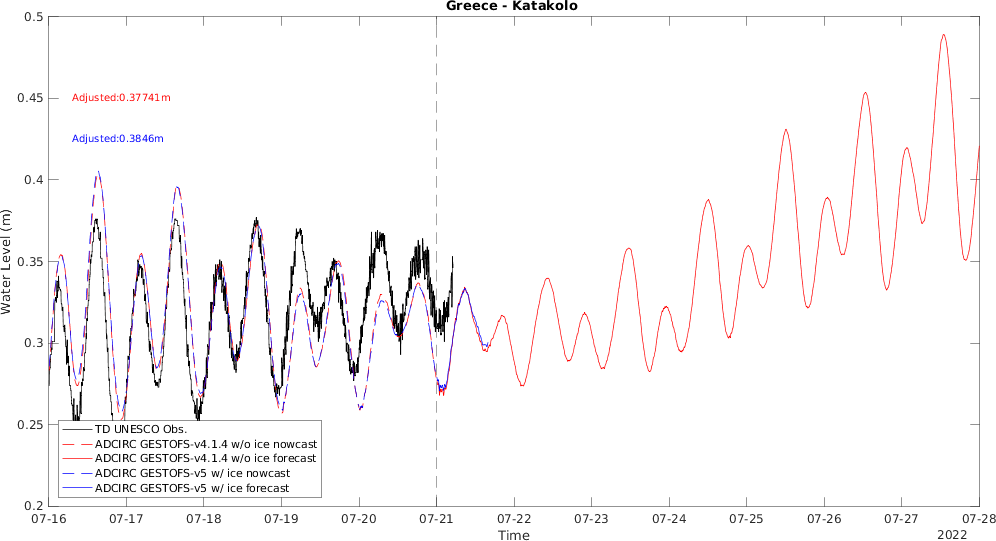 Greece - Katakolo
0.5
0.45
0.4
0.35
0.3
0.25
0.2
Water Level (m)
Adjusted:0.37741m
Adjusted:0.3846m
TD UNESCO Obs.
ADCIRC GESTOFS-v4.1.4 w/o ice nowcast
ADCIRC GESTOFS-v4.1.4 w/o ice forecast
ADCIRC GESTOFS-v5 w/ ice nowcast
ADCIRC GESTOFS-v5 w/ ice forecast
07-16 07-17 07-18 07-19 07-20 07-21 07-22 07-23 07-24 07-25 07-26 07-27 07-28
Time
2022